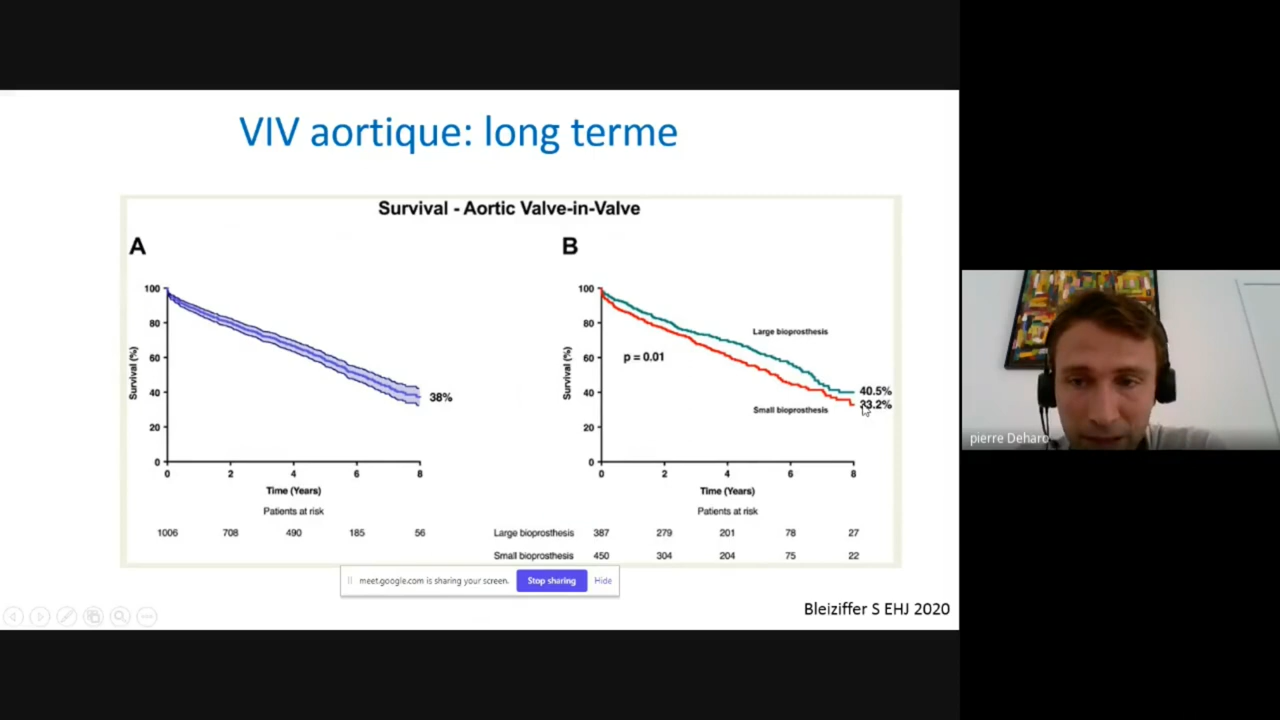 VIV aortique: long terme
Survival - Aortic Valve-in-Valve
A
B
100
80
60
40
20
0
Survival (%)
38%
0 2 4 6 8
Time (Years)
Patients at risk
1006 708 490 185 56
100
80
60
40
20
0
Survival (%)
p = 0.01
Large bioprosthesis
Small bioprosthesis
40.5%
0 2 4 6 8
Time (Years)
Patients at risk
Large bioprosthesis 387 279 201 78 27
Small bioprosthesis 450 304 204 75 22
meet.google.com is sharing your screen. Stop sharing Hide
Bleiziffer S EHJ 2020
pierre Deharo